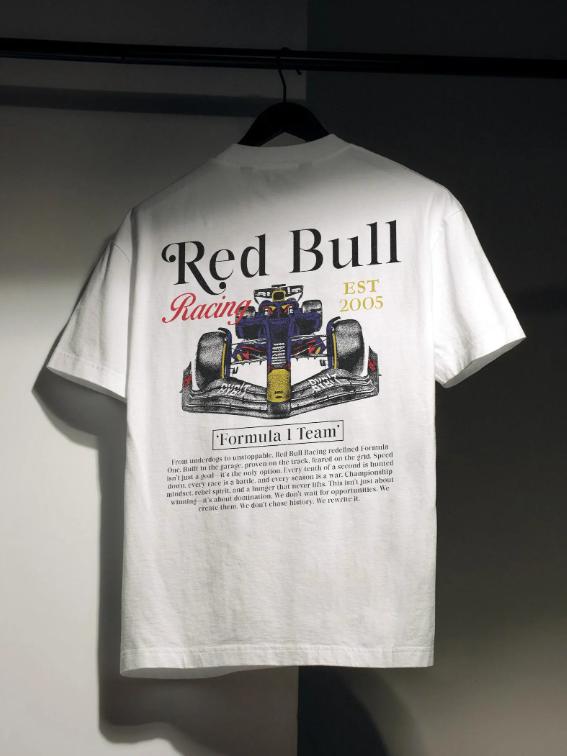 Red Bull
Racing
EST
2005
BYBIT
BYBIT
'Formula 1 Team'
From underdogs to unstoppable, Red Bull Racing redefined Formula
One. Built in the garage, proven on the track, feared on the grid. Speed
isn't just a goal—it's the only option. Every tenth of a second is hunted
down, every race is a battle, and every season is a war. Championship
mindset, rebel spirit, and a hunger that never lifts. This isn't just about
winning—it's about domination. We don't wait for opportunities. We
create them. We don't chase history. We rewrite it.